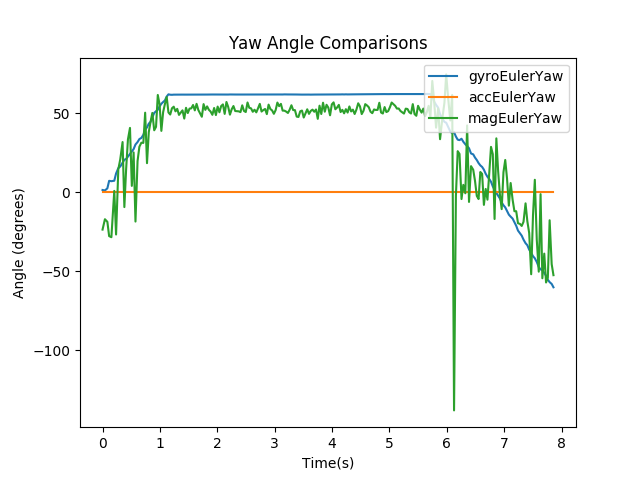 Yaw Angle Comparisons
gyroEulerYaw
accEulerYaw
magEulerYaw
50
0
−50
−100
Angle (degrees)
0 1 2 3 4 5 6 7 8
Time(s)